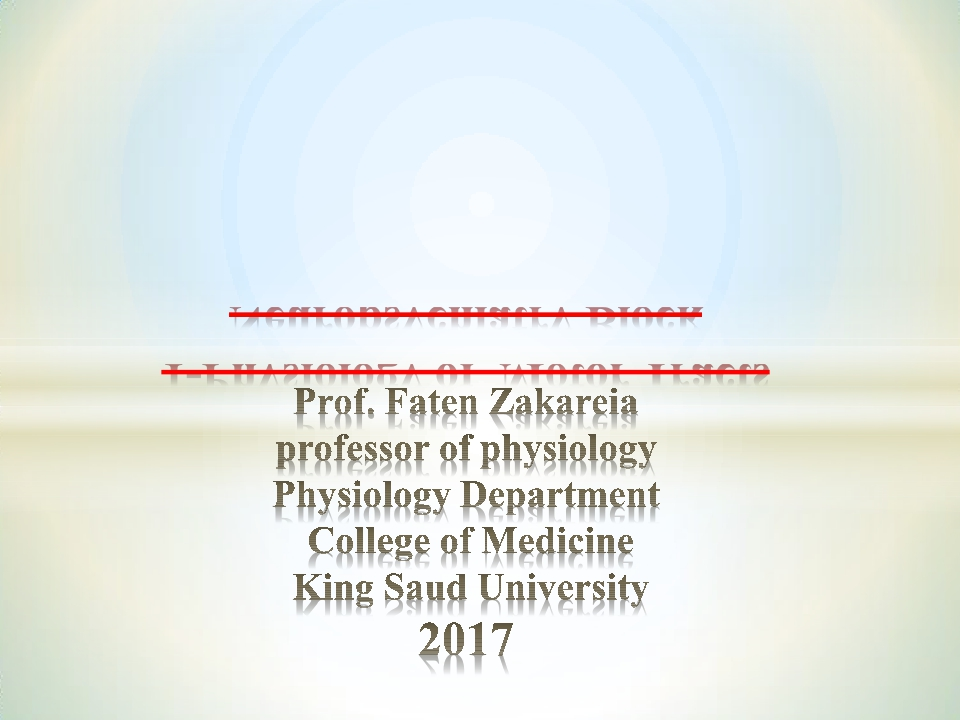 Prof. Faten Zakareia
professor of physiology
Physiology Department
College of Medicine
King Saud University
2017